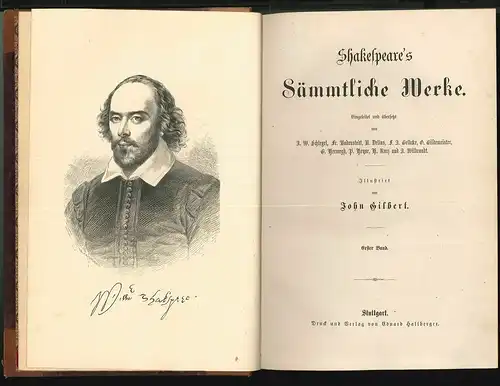 Shakespeare's
Sämmtliche Werke.
Eingeleitet und übersetzt
von
A. W. Schlegel, Fr. Bodenstedt, N. Delius, F. A. Gelbcke, O. Gildemeister,
G. Herwegh, P. Heyse, H. Kurz und A. Wilbrandt.
Illustrirt
von
John Gilbert.
Erster Band.
Stuttgart.
Druck und Verlag von Eduard Hallberger.